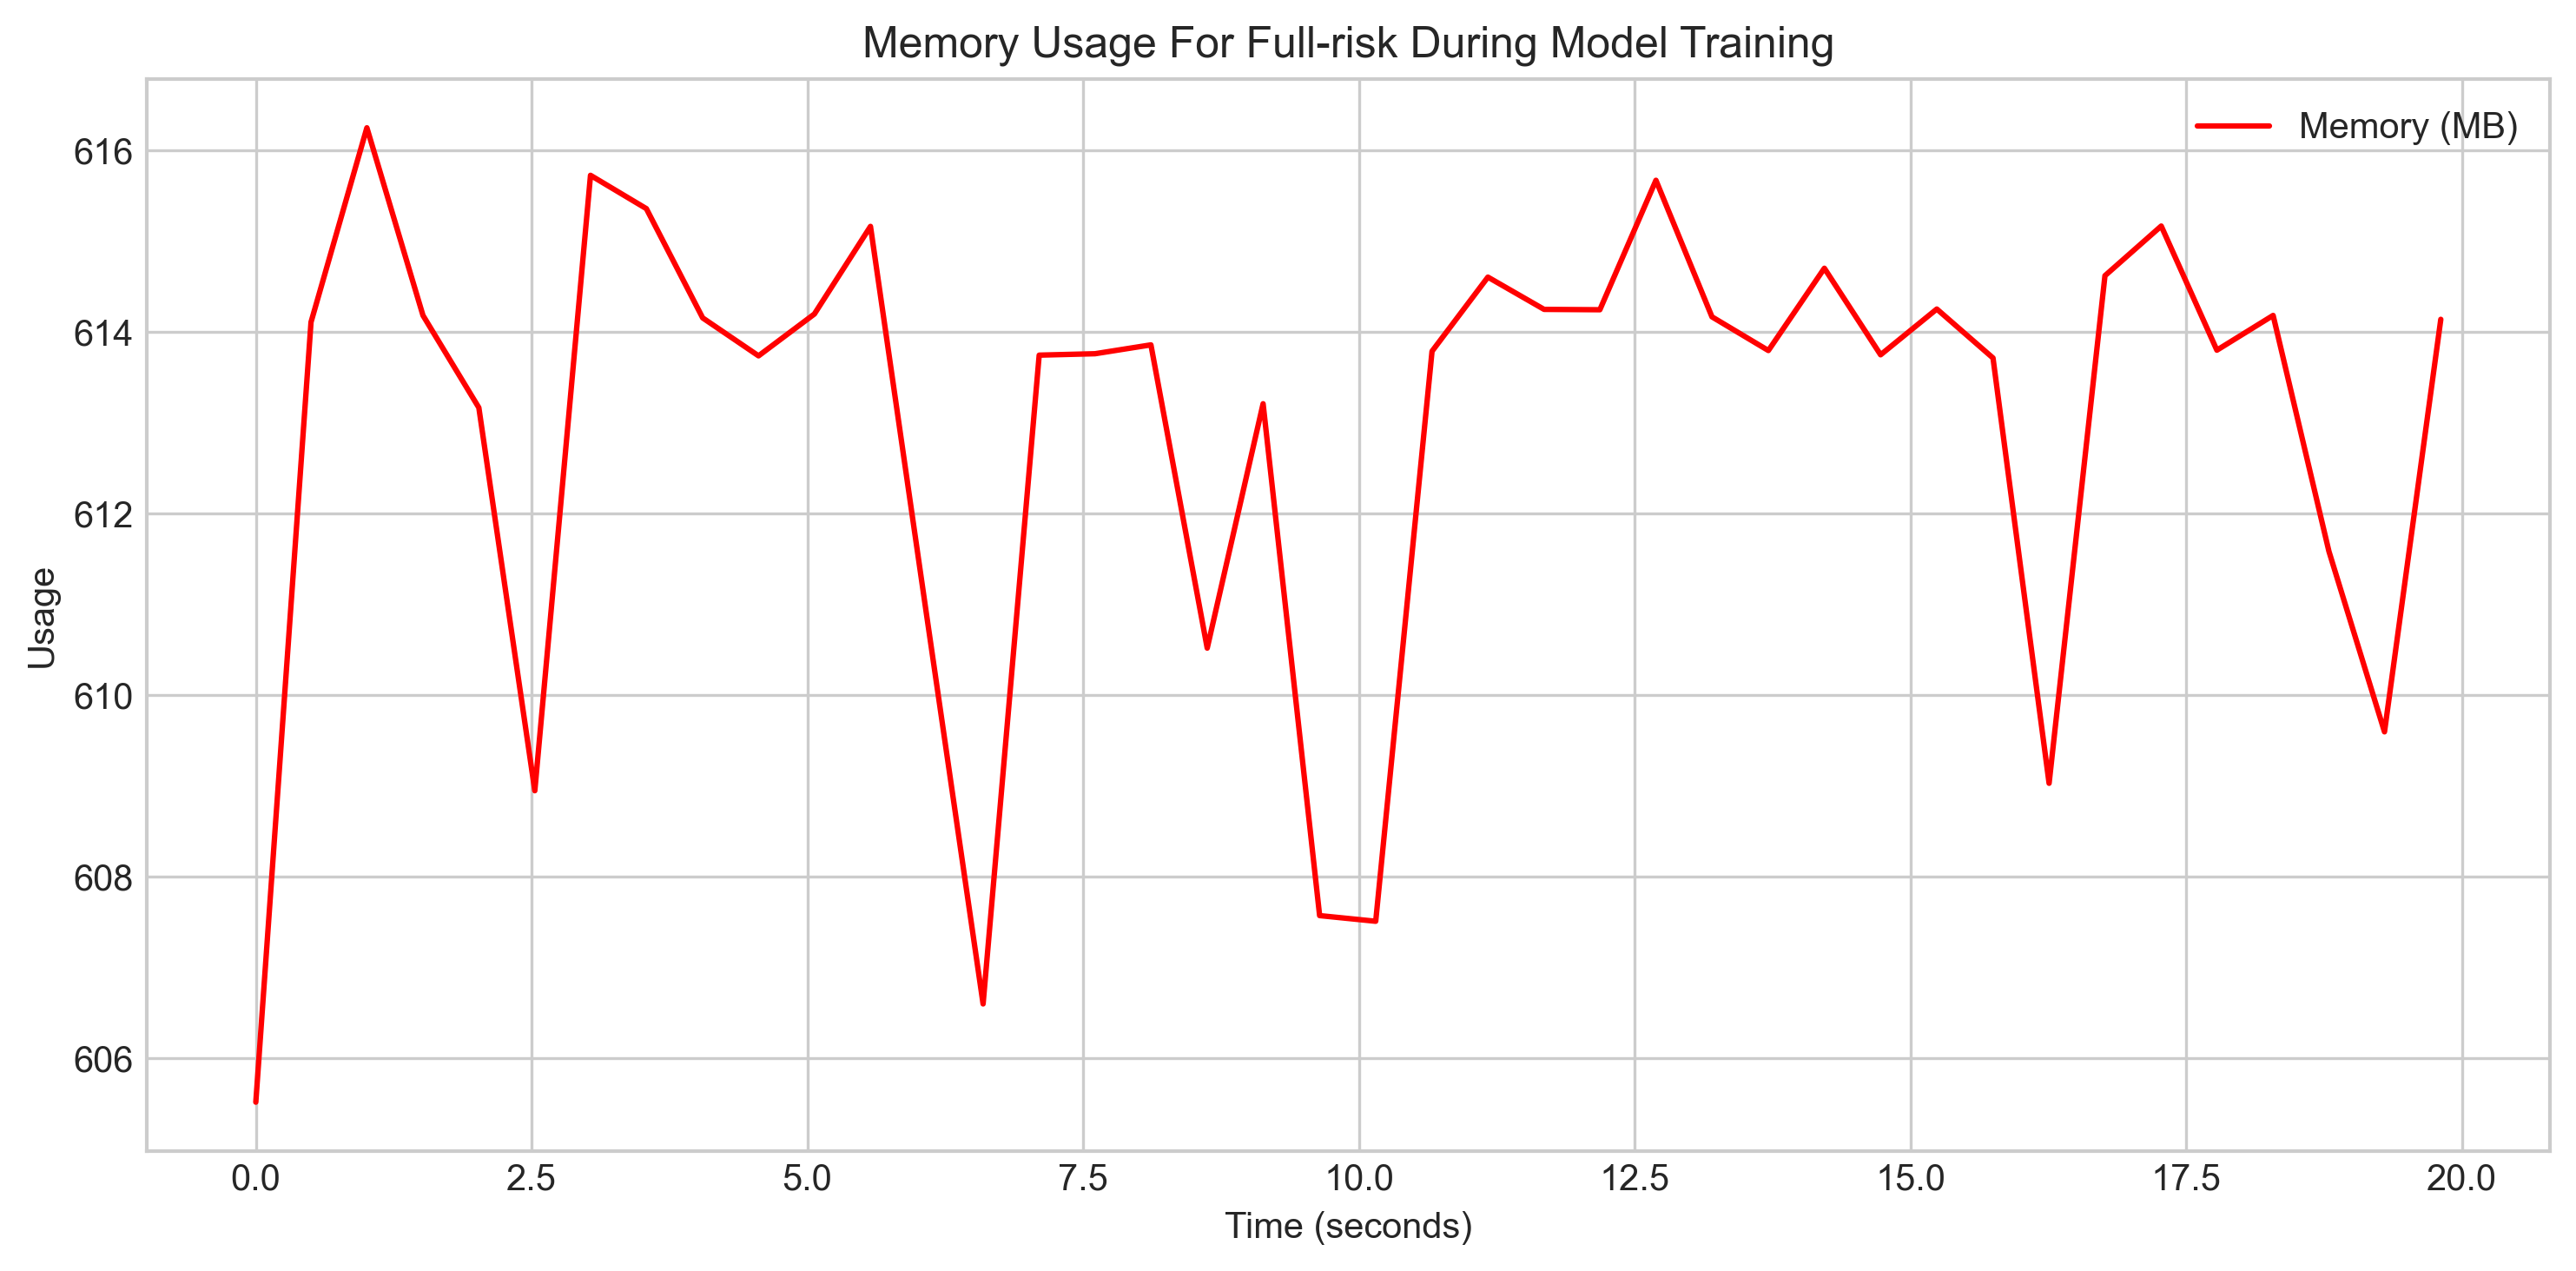 Memory Usage For Full-risk During Model Training
Memory (MB)
616
614
612
610
608
606
Usage
0.0 2.5 5.0 7.5 10.0 12.5 15.0 17.5 20.0
Time (seconds)